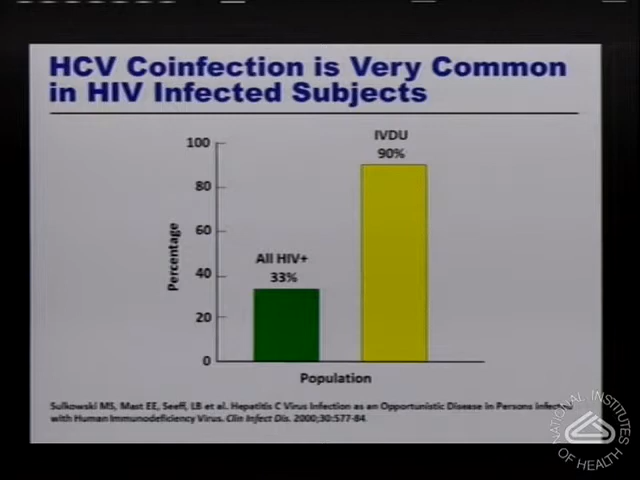 HCV Coinfection is Very Common
in HIV Infected Subjects
100
80
60
40
20
0
Percentage
IVDU
90%
All HIV+
33%
Population
Sulkowski MS, Mast EE, Seeff, LB et al. Hepatitis C Virus Infection as an Opportunistic Disease in Persons Infected
with Human Immunodeficiency Virus. Clin Infect Dis. 2000;30:577-84.
NATIONAL INSTITUTES
OF HEALTH